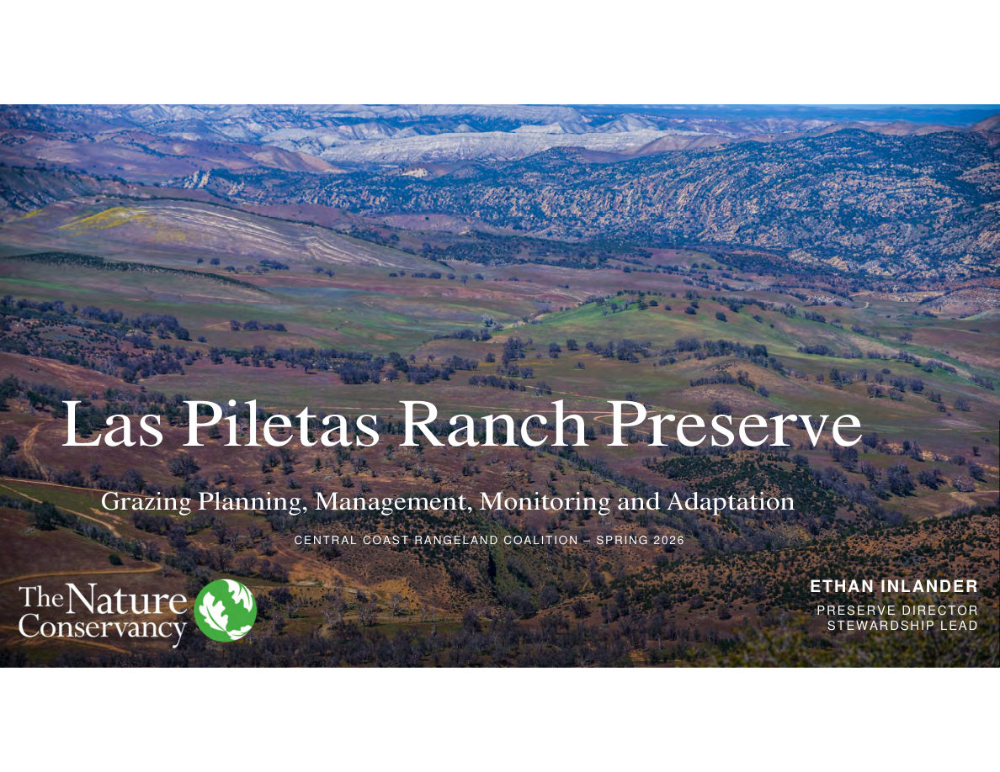 Las Piletas Ranch Preserve
Grazing Planning, Management, Monitoring and Adaptation
CENTRAL COAST RANGELAND COALITION – SPRING 2026
The Nature
Conservancy
ETHAN INLANDER
PRESERVE DIRECTOR
STEWARDSHIP LEAD